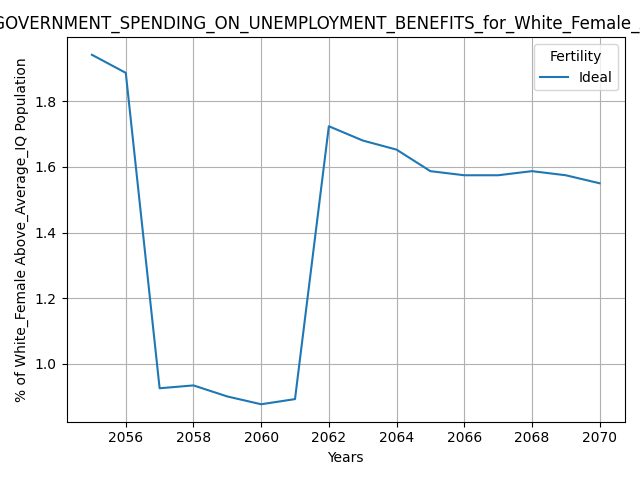 GOVERNMENT_SPENDING_ON_UNEMPLOYMENT_BENEFITS_for_White_Female_
Fertility
Ideal
% of White_Female Above_Average_IQ Population
1.8
1.6
1.4
1.2
1.0
2056 2058 2060 2062 2064 2066 2068 2070
Years